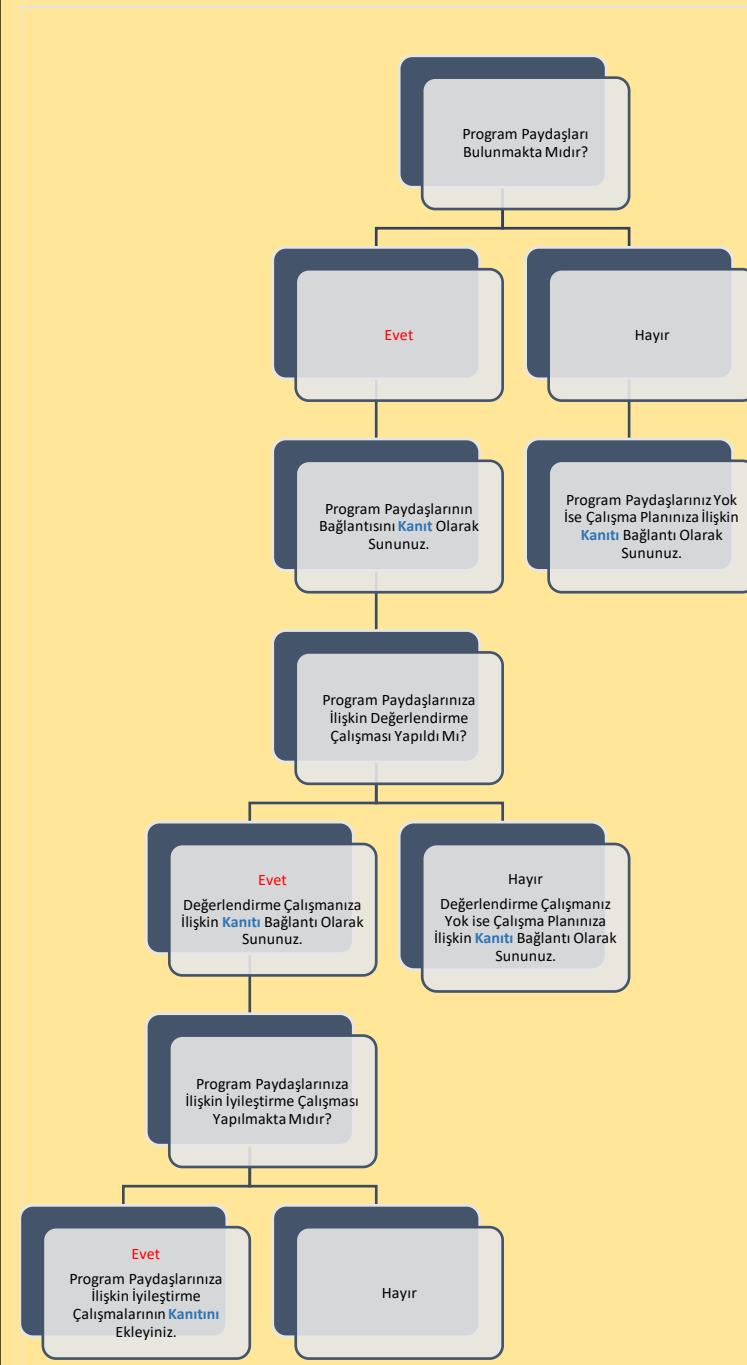 Program Paydaşları
Bulunmakta Mıdır?
Evet
Hayır
Program Paydaşlarının
Bağlantısını Kanıt Olarak
Sununuz.
Program Paydaşlarınız Yok
İse Çalışma Planınıza İlişkin
Kanıtı Bağlantı Olarak
Sununuz.
Program Paydaşlarınıza
İlişkin Değerlendirme
Çalışması Yapıldı Mı?
Evet
Değerlendirme Çalışmanıza
İlişkin Kanıtı Bağlantı Olarak
Sununuz.
Hayır
Değerlendirme Çalışmanız
Yok ise Çalışma Planınıza
İlişkin Kanıtı Bağlantı Olarak
Sununuz.
Program Paydaşlarınıza
İlişkin İyileştirme Çalışması
Yapılmakta Mıdır?
Evet
Program Paydaşlarınıza
İlişkin İyileştirme
Çalışmalarının Kanıtını
Ekleyiniz.
Hayır